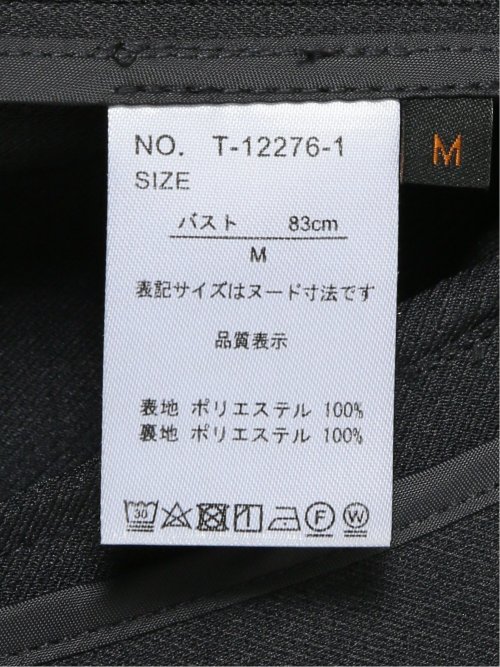 NO. T-12276-1
M
SIZE
バスト 83cm
M
表記サイズはヌード寸法です
品質表示
表地 ポリエステル 100%
裏地 ポリエステル 100%
30 F W